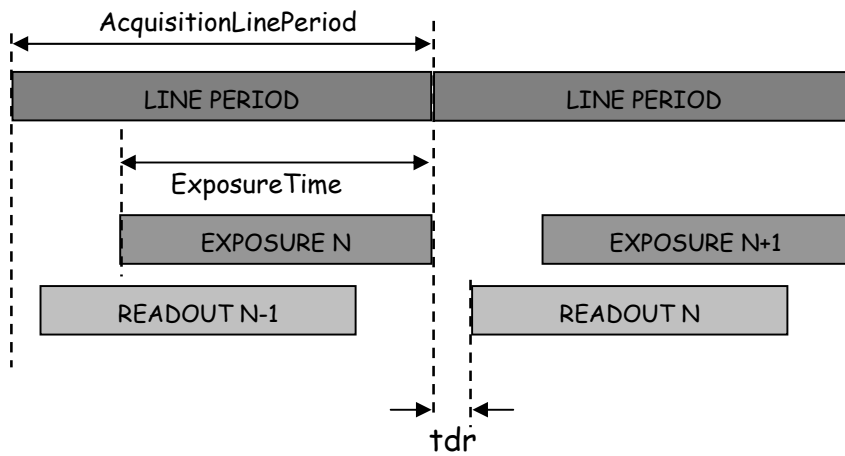 AcquisitionLinePeriod
LINE PERIOD LINE PERIOD
ExposureTime
EXPOSURE N EXPOSURE N+1
READOUT N-1 READOUT N
tdr